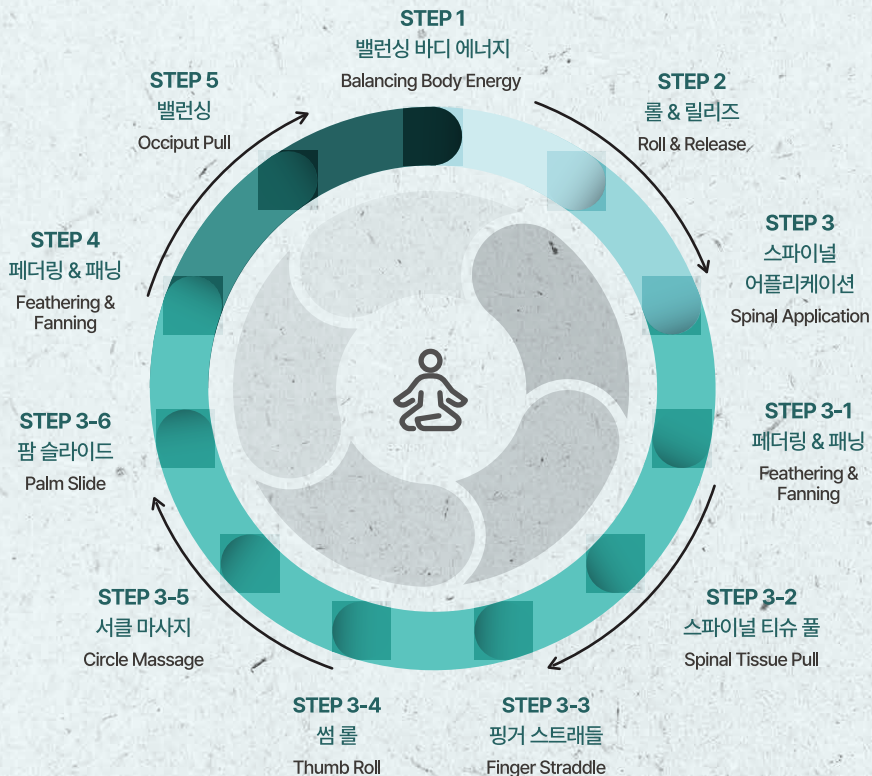 STEP 1
밸런싱 바디 에너지
Balancing Body Energy
STEP 2
롤 & 릴리즈
Roll & Release
STEP 3
스파이널
어플리케이션
Spinal Application
STEP 3-1
페더링 & 패닝
Feathering &
Fanning
STEP 3-2
스파이널 티슈 풀
Spinal Tissue Pull
STEP 3-3
핑거 스트래들
Finger Straddle
STEP 3-4
썸 롤
Thumb Roll
STEP 3-5
서클 마사지
Circle Massage
STEP 3-6
팜 슬라이드
Palm Slide
STEP 4
페더링 & 패닝
Feathering &
Fanning
STEP 5
밸런싱
Occiput Pull